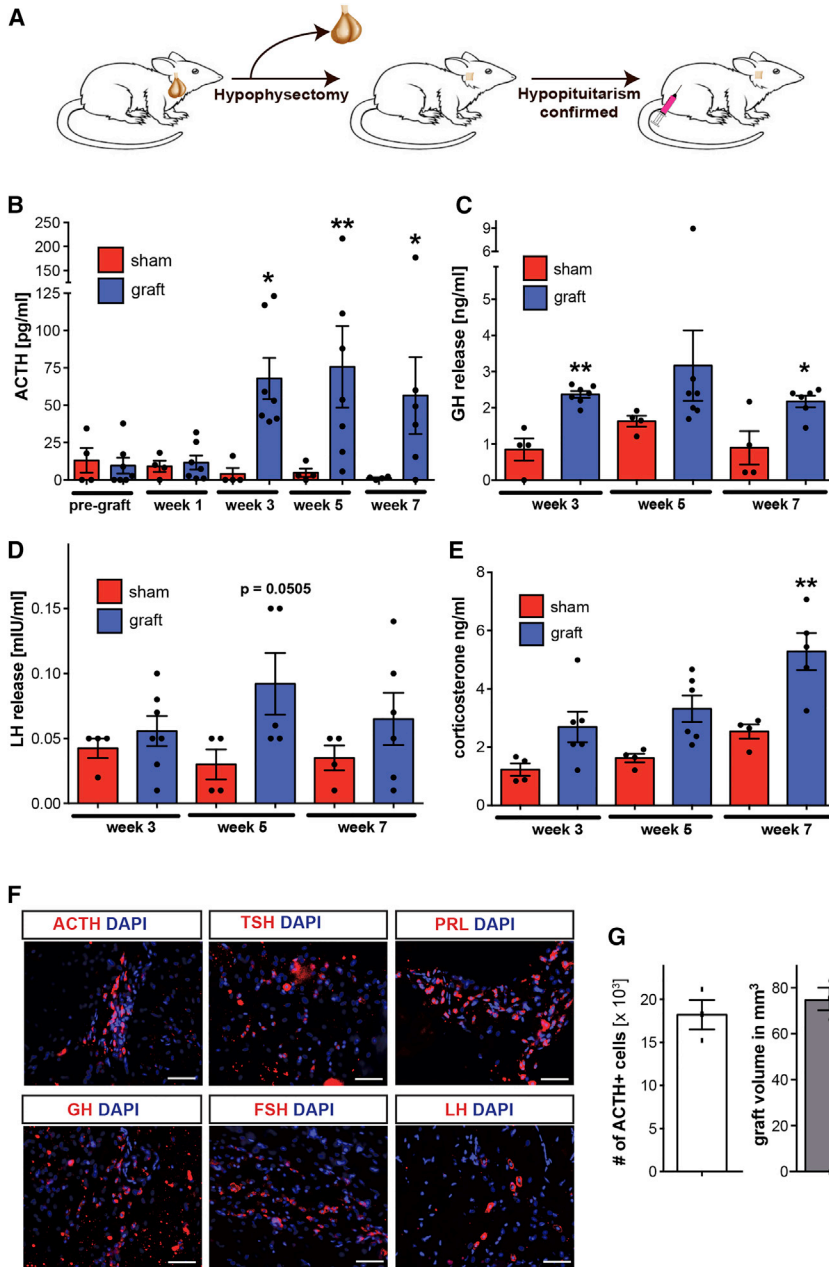 A
Hypophysectomy
Hypopituitarism
confirmed
B
250
200
150
125
100
75
50
25
0
ACTH [pg/ml]
sham
graft
*
**
*
pre-graft week 1 week 3 week 5 week 7
C
9
6
6
4
2
0
GH release [ng/ml]
sham
graft
**
*
week 3 week 5 week 7
D
0.15
0.10
0.05
0.00
LH release [mIU/ml]
sham
graft
p = 0.0505
week 3 week 5 week 7
E
8
6
4
2
0
corticosterone ng/ml
sham
graft
**
week 3 week 5 week 7
F
ACTH DAPI
TSH DAPI
PRL DAPI
GH DAPI
FSH DAPI
LH DAPI
G
20
15
10
5
0
# of ACTH+ cells [x 10³]
80
60
40
20
0
graft volume in mm³